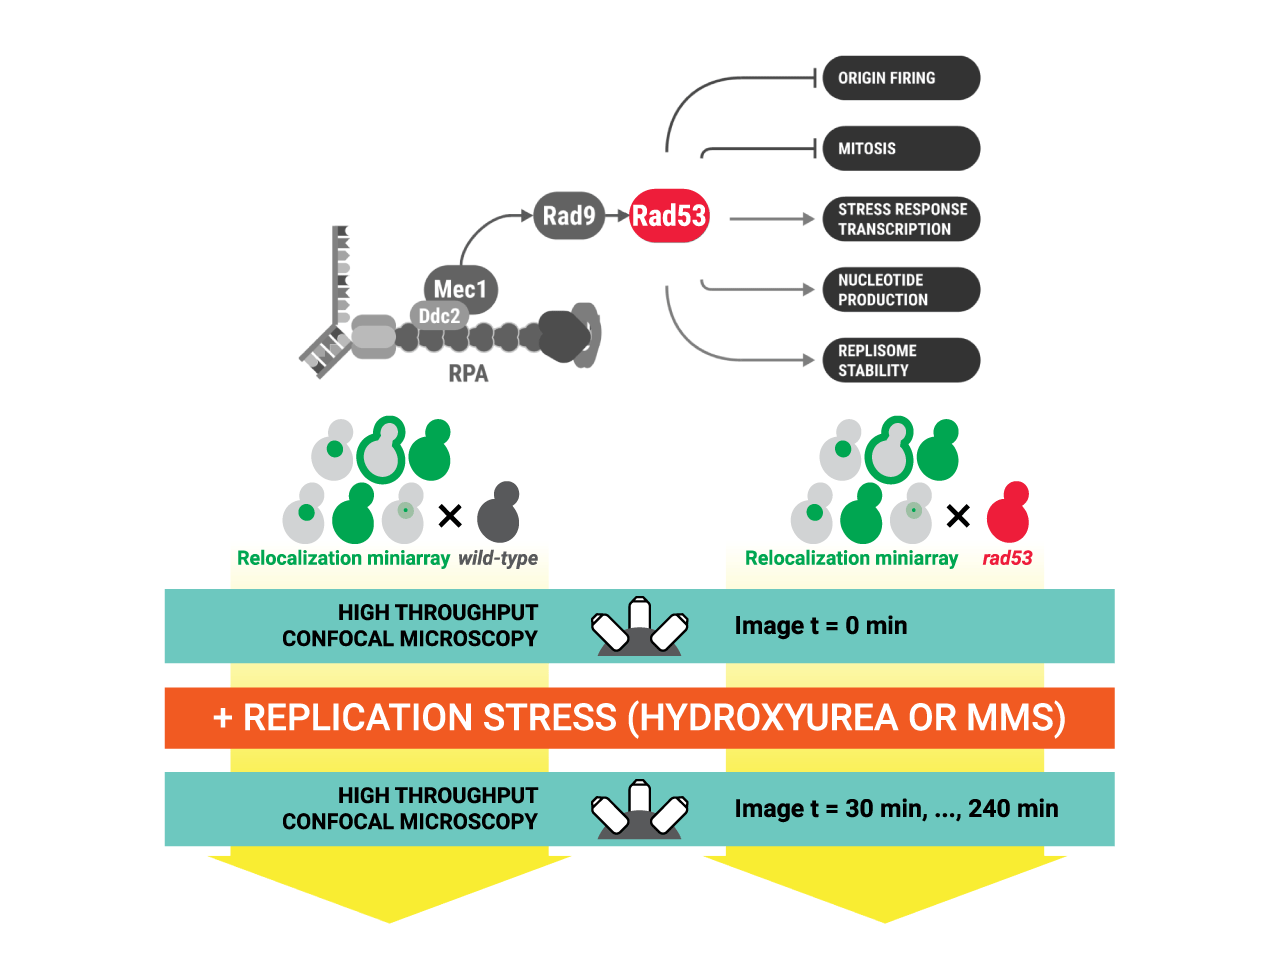 ORIGIN FIRING
MITOSIS
STRESS RESPONSE
TRANSCRIPTION
NUCLEOTIDE
PRODUCTION
REPLISOME
STABILITY
Rad9
Rad53
Mec1
Ddc2
RPA
Relocalization miniarray
×
wild-type
Relocalization miniarray
×
rad53
HIGH THROUGHPUT
CONFOCAL MICROSCOPY
Image t = 0 min
+ REPLICATION STRESS (HYDROXYUREA OR MMS)
HIGH THROUGHPUT
CONFOCAL MICROSCOPY
Image t = 30 min, ..., 240 min